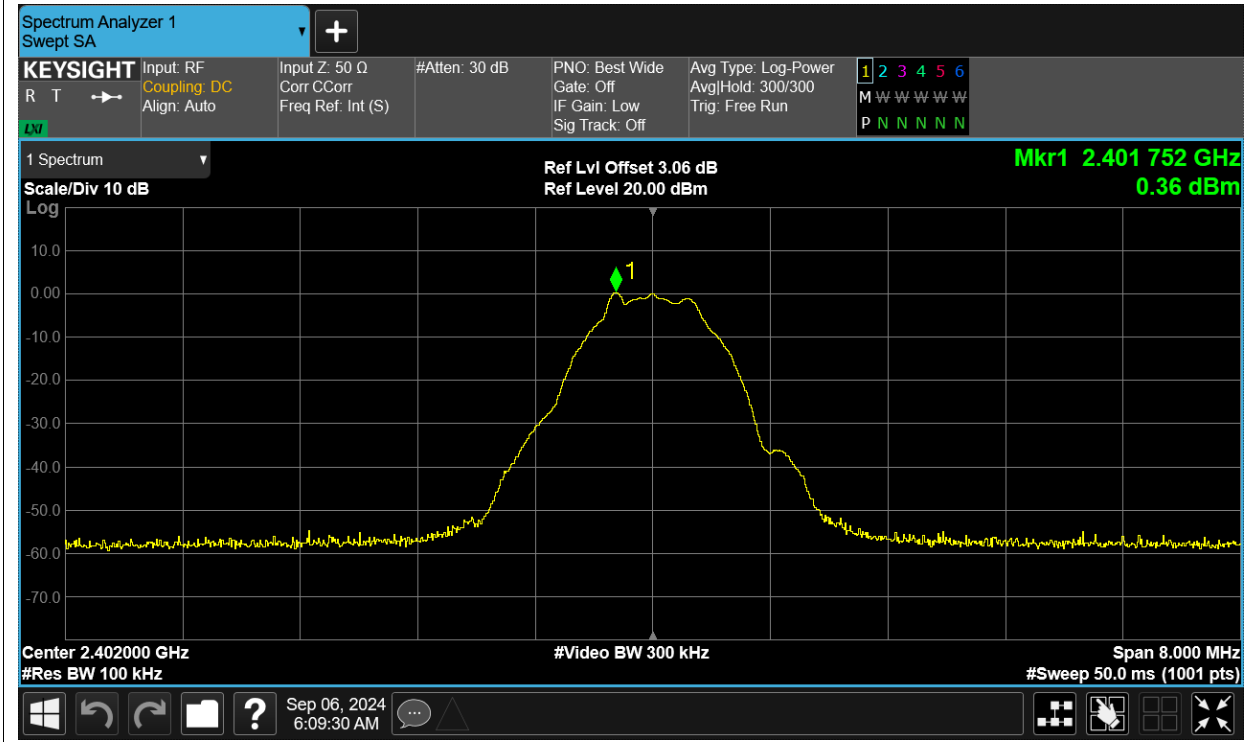 Spectrum Analyzer 1
Swept SA
KEYSIGHT
R T
LXI
Input: RF
Coupling: DC
Align: Auto
Input Z: 50 Ω
Corr CCorr
Freq Ref: Int (S)
#Atten: 30 dB
PNO: Best Wide
Gate: Off
IF Gain: Low
Sig Track: Off
Avg Type: Log-Power
Avg|Hold: 300/300
Trig: Free Run
1 2 3 4 5 6
M W W W W W
P N N N N N
1 Spectrum
Scale/Div 10 dB
Log
Ref Lvl Offset 3.06 dB
Ref Level 20.00 dBm
Mkr1 2.401 752 GHz
0.36 dBm
10.0
0.00
-10.0
-20.0
-30.0
-40.0
-50.0
-60.0
-70.0
1
Center 2.402000 GHz
#Res BW 100 kHz
#Video BW 300 kHz
Span 8.000 MHz
#Sweep 50.0 ms (1001 pts)
?
Sep 06, 2024
6:09:30 AM